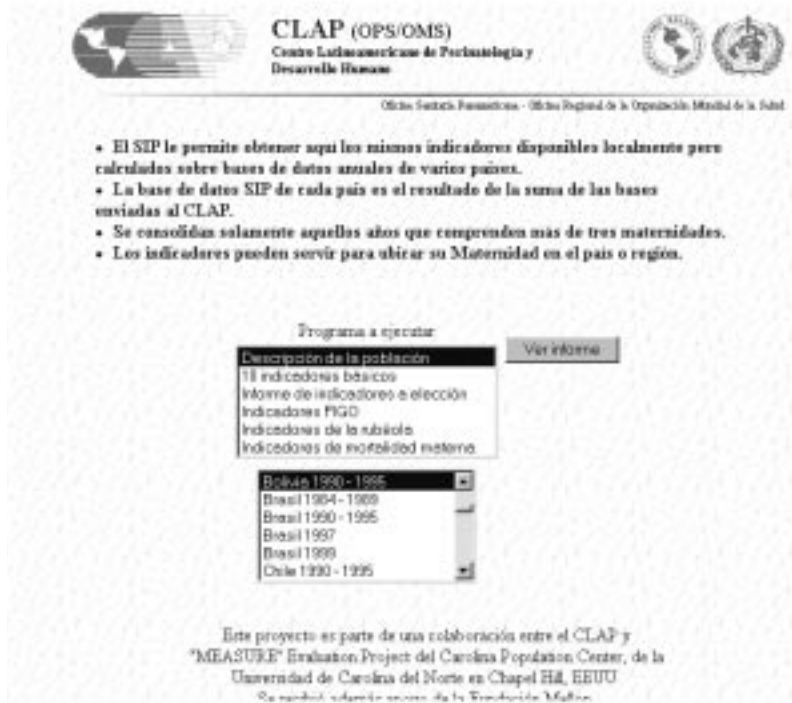 CLAP (OPS/OMS)
Centro Latinoamericano de Perinatología y
Desarrollo Humano
Oficina Sanitaria Panamericana - Oficina Regional de la Organización Mundial de la Salud
• El SIP le permite obtener aquí los mismos indicadores disponibles localmente pero
calculados sobre bases de datos anuales de varios países.
• La base de datos SIP de cada país es el resultado de la suma de las bases
enviadas al CLAP.
• Se consolidan solamente aquellos años que comprenden más de tres maternidades.
• Los indicadores pueden servir para ubicar su Maternidad en el país o región.
Programa a ejecutar
Ver informe
Descripción de la población
10 indicadores básicos
Informe de indicadores a elección
Indicadores FIGO
Indicadores de la rubéola
Indicadores de mortalidad materna
Bolivia 1990 - 1995
Brasil 1984 - 1989
Brasil 1990 - 1995
Brasil 1997
Brasil 1999
Chile 1990 - 1995
Este proyecto es parte de una colaboración entre el CLAP y
"MEASURE" Evaluation Project del Carolina Population Center, de la
Universidad de Carolina del Norte en Chapel Hill, EEUU
Se recibió además apoyo de la Fundación Mellon